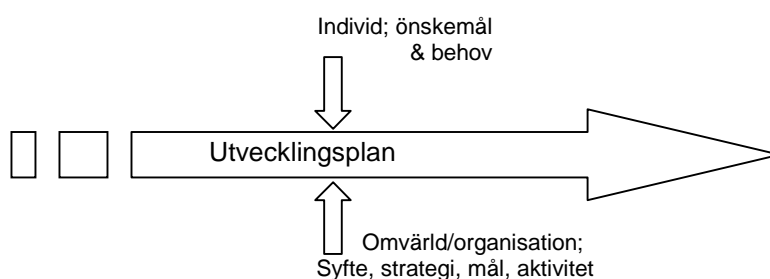 Individ; önskemål
& behov
Utvecklingsplan
Omvärld/organisation;
Syfte, strategi, mål, aktivitet